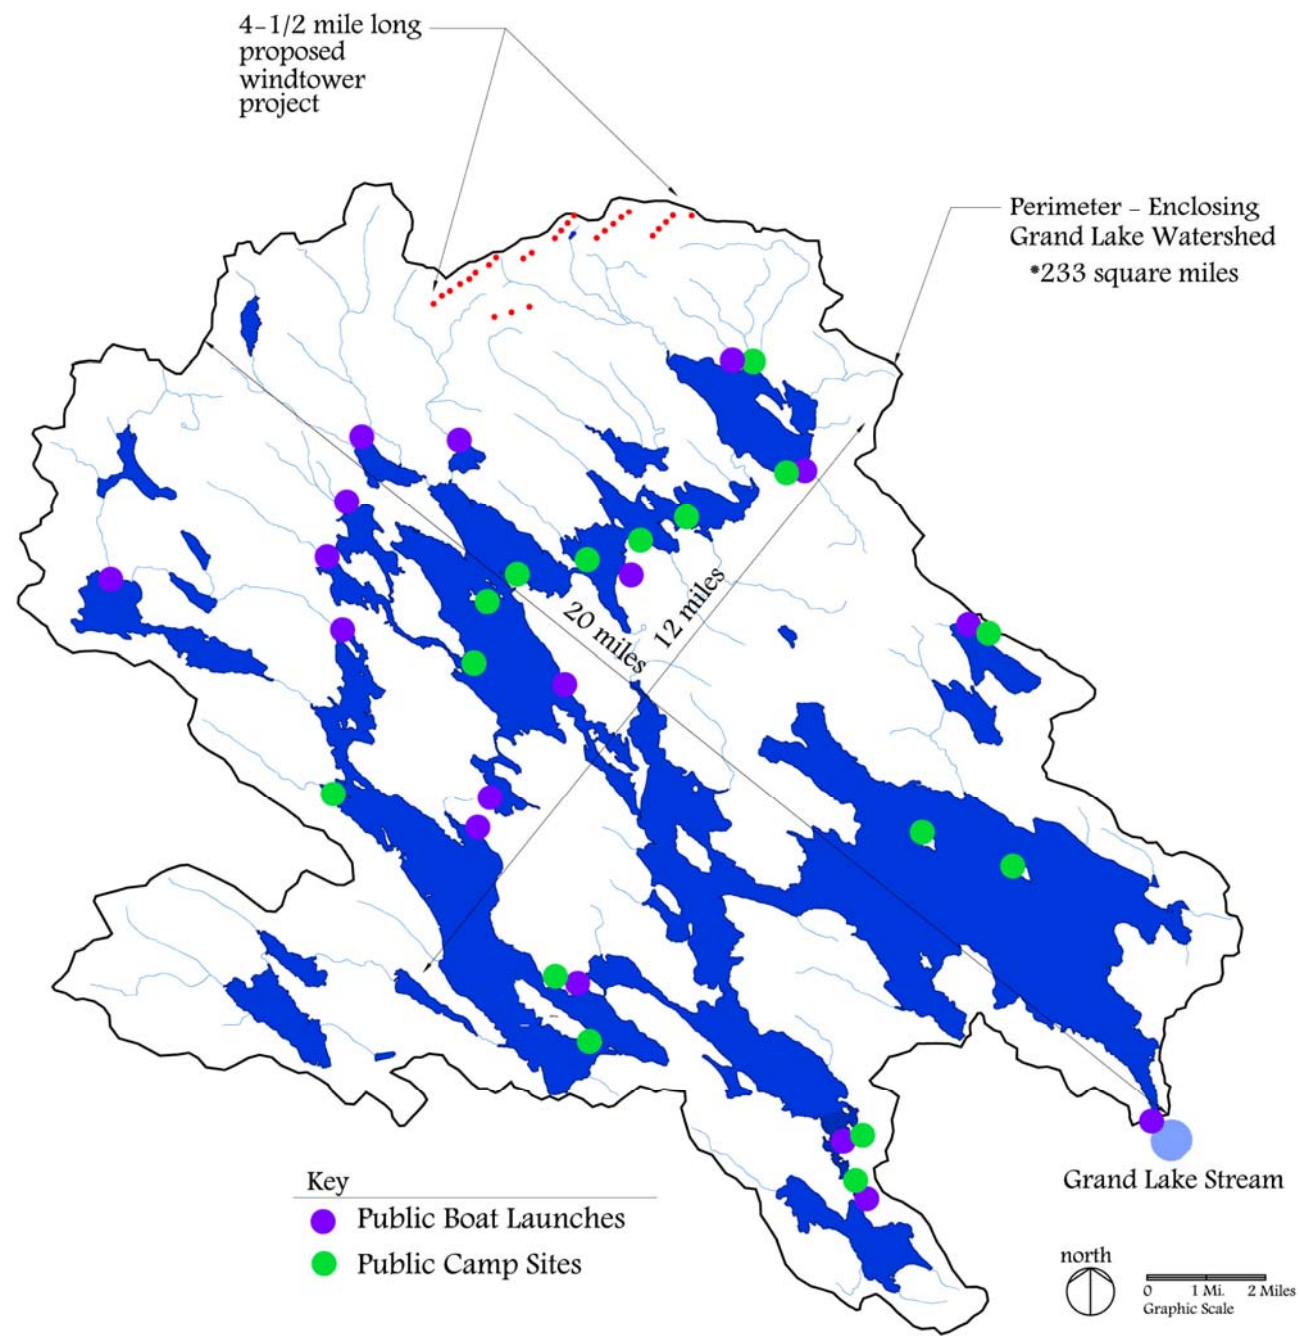 4-1/2 mile long
proposed
windtower
project
Perimeter - Enclosing
Grand Lake Watershed
*233 square miles
20 miles
12 miles
Grand Lake Stream
Key
Public Boat Launches
Public Camp Sites
north
0 1 Mi. 2 Miles
Graphic Scale